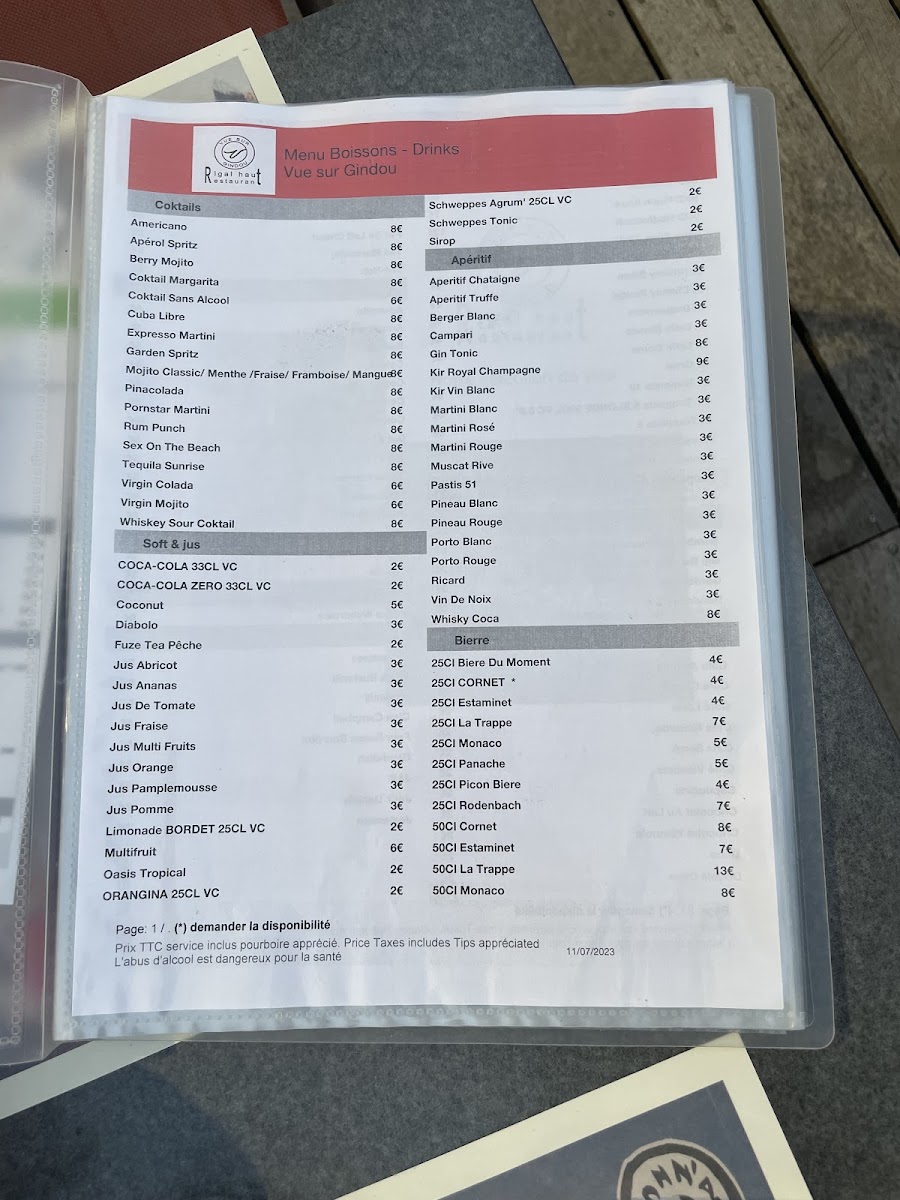 VUE SUR
GINDOU
Rigal haut
Restaurant
Menu Boissons - Drinks
Vue sur Gindou
Coktails
Americano 8€
Apérol Spritz 8€
Berry Mojito 8€
Coktail Margarita 8€
Coktail Sans Alcool 6€
Cuba Libre 8€
Expresso Martini 8€
Garden Spritz 8€
Mojito Classic/ Menthe /Fraise/ Framboise/ Mangue 8€
Pinacolada 8€
Pornstar Martini 8€
Rum Punch 8€
Sex On The Beach 8€
Tequila Sunrise 8€
Virgin Colada 6€
Virgin Mojito 6€
Whiskey Sour Coktail 8€
Soft & jus
COCA-COLA 33CL VC 2€
COCA-COLA ZERO 33CL VC 2€
Coconut 5€
Diabolo 3€
Fuze Tea Pêche 2€
Jus Abricot 3€
Jus Ananas 3€
Jus De Tomate 3€
Jus Fraise 3€
Jus Multi Fruits 3€
Jus Orange 3€
Jus Pamplemousse 3€
Jus Pomme 3€
Limonade BORDET 25CL VC 2€
Multifruit 6€
Oasis Tropical 2€
ORANGINA 25CL VC 2€
Schweppes Agrum' 25CL VC 2€
Schweppes Tonic 2€
Sirop 2€
Apéritif
Aperitif Chataigne 3€
Aperitif Truffe 3€
Berger Blanc 3€
Campari 3€
Gin Tonic 8€
Kir Royal Champagne 9€
Kir Vin Blanc 3€
Martini Blanc 3€
Martini Rosé 3€
Martini Rouge 3€
Muscat Rive 3€
Pastis 51 3€
Pineau Blanc 3€
Pineau Rouge 3€
Porto Blanc 3€
Porto Rouge 3€
Ricard 3€
Vin De Noix 3€
Whisky Coca 8€
Bierre
25Cl Biere Du Moment 4€
25Cl CORNET * 4€
25Cl Estaminet 4€
25Cl La Trappe 7€
25Cl Monaco 5€
25Cl Panache 5€
25Cl Picon Biere 4€
25Cl Rodenbach 7€
50Cl Cornet 8€
50Cl Estaminet 7€
50Cl La Trappe 13€
50Cl Monaco 8€
Page: 1 / . (*) demander la disponibilité
Prix TTC service inclus pourboire apprécié. Price Taxes includes Tips appréciated
L'abus d'alcool est dangereux pour la santé
11/07/2023